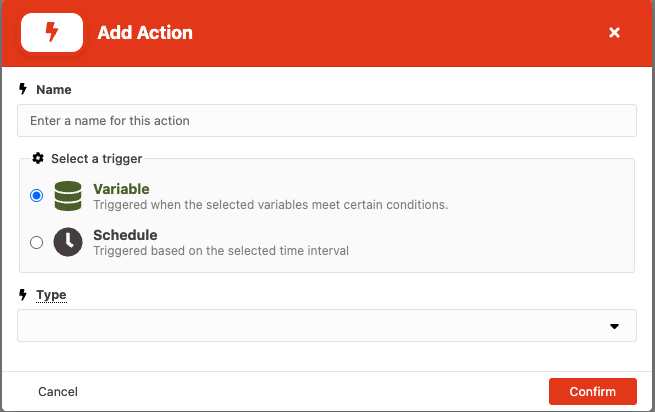 Add Action
Name
Enter a name for this action
Select a trigger
Variable
Triggered when the selected variables meet certain conditions.
Schedule
Triggered based on the selected time interval
Type
Cancel
Confirm